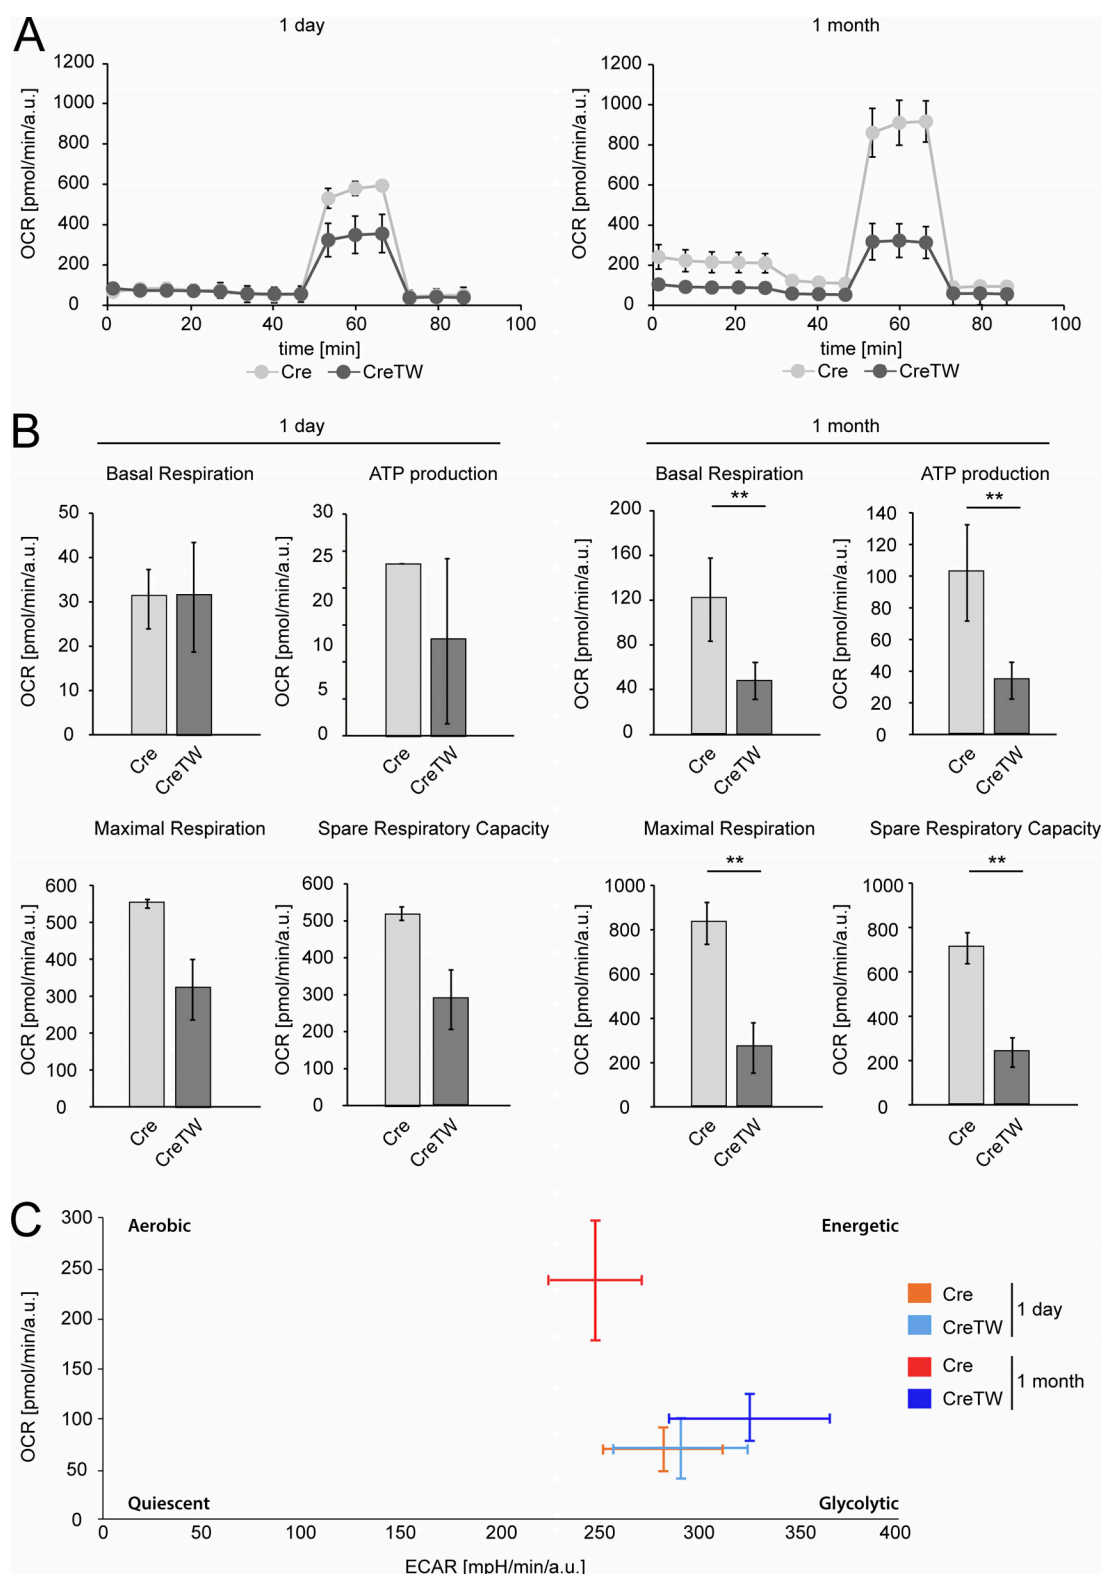 A
1 day
1 month
OCR [pmol/min/a.u.]
1200
1000
800
600
400
200
0
0 20 40 60 80 100
time [min]
Cre CreTW
OCR [pmol/min/a.u.]
1200
1000
800
600
400
200
0
0 20 40 60 80 100
time [min]
Cre CreTW
B
1 day
1 month
Basal Respiration
OCR [pmol/min/a.u.]
50
40
30
20
10
0
Cre
CreTW
ATP production
OCR [pmol/min/a.u.]
30
25
20
10
5
0
Cre
CreTW
Basal Respiration
**
OCR [pmol/min/a.u.]
200
160
120
80
40
0
Cre
CreTW
ATP production
**
OCR [pmol/min/a.u.]
140
120
100
80
60
40
20
0
Cre
CreTW
Maximal Respiration
OCR [pmol/min/a.u.]
600
500
400
300
200
100
0
Cre
CreTW
Spare Respiratory Capacity
OCR [pmol/min/a.u.]
600
500
400
300
200
100
0
Cre
CreTW
Maximal Respiration
**
OCR [pmol/min/a.u.]
1000
800
600
400
200
0
Cre
CreTW
Spare Respiratory Capacity
**
OCR [pmol/min/a.u.]
1000
800
600
400
200
0
Cre
CreTW
C
OCR [pmol/min/a.u.]
300
250
200
150
100
50
0
Aerobic
Energetic
Quiescent
Glycolytic
0 50 100 150 200 250 300 350 400
ECAR [mpH/min/a.u.]
Cre
CreTW
1 day
Cre
CreTW
1 month